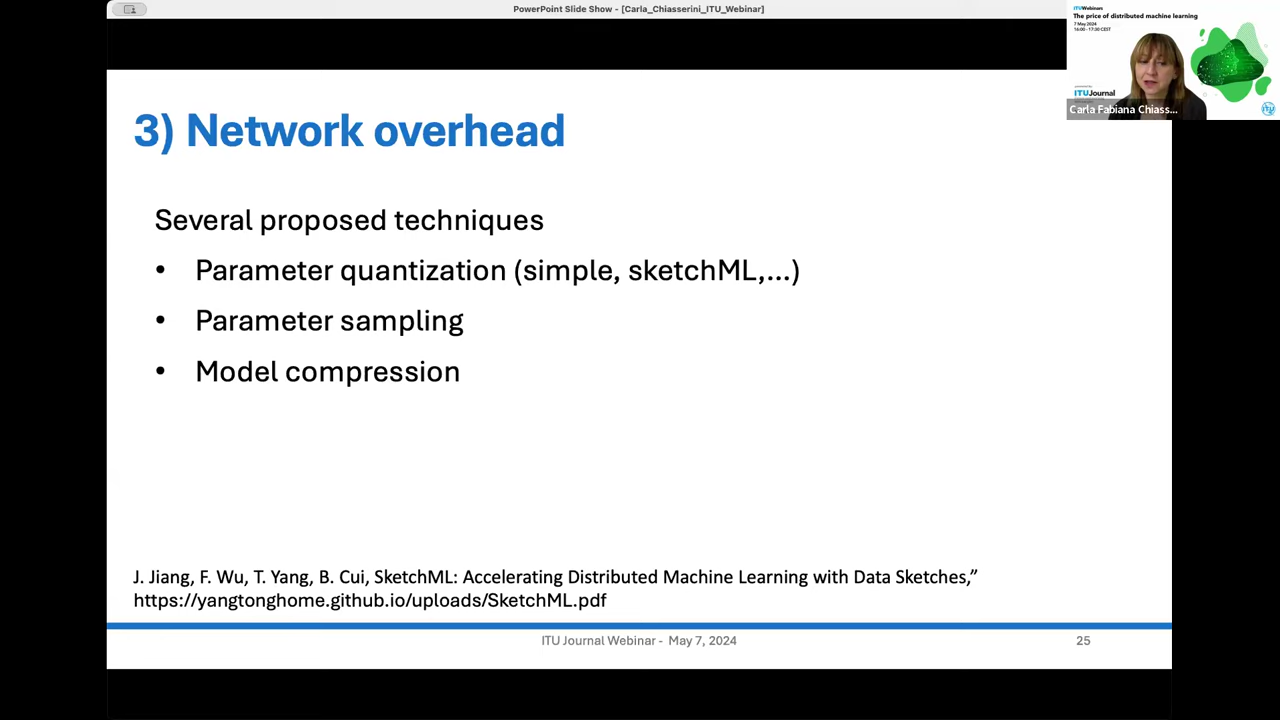 PowerPoint Slide Show - [Carla_Chiasserini_ITU_Webinar]
ITUWebinars
The price of distributed machine learning
7 May 2024
16:00 - 17:30 CEST
ITUJournal
Carla Fabiana Chiass...
3) Network overhead
Several proposed techniques
• Parameter quantization (simple, sketchML,...)
• Parameter sampling
• Model compression
J. Jiang, F. Wu, T. Yang, B. Cui, SketchML: Accelerating Distributed Machine Learning with Data Sketches,”
https://yangtonghome.github.io/uploads/SketchML.pdf
ITU Journal Webinar - May 7, 2024
25